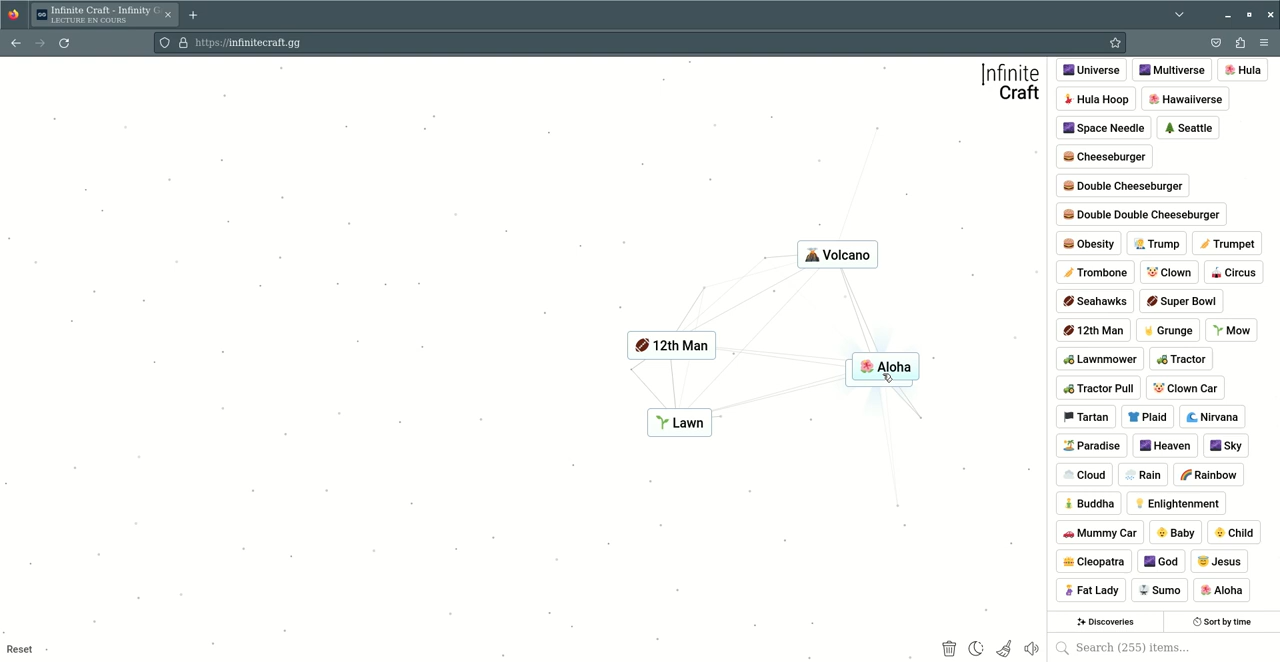 Infinite Craft - Infinity C
LECTURE EN COURS
https://infinitecraft.gg
Infinite
Craft
Volcano
12th Man
Aloha
Lawn
Reset
Universe Multiverse Hula
Hula Hoop Hawaiiverse
Space Needle Seattle
Cheeseburger
Double Cheeseburger
Double Double Cheeseburger
Obesity Trump Trumpet
Trombone Clown Circus
Seahawks Super Bowl
12th Man Grunge Mow
Lawnmower Tractor
Tractor Pull Clown Car
Tartan Plaid Nirvana
Paradise Heaven Sky
Cloud Rain Rainbow
Buddha Enlightenment
Mummy Car Baby Child
Cleopatra God Jesus
Fat Lady Sumo Aloha
Discoveries Sort by time
Search (255) items...